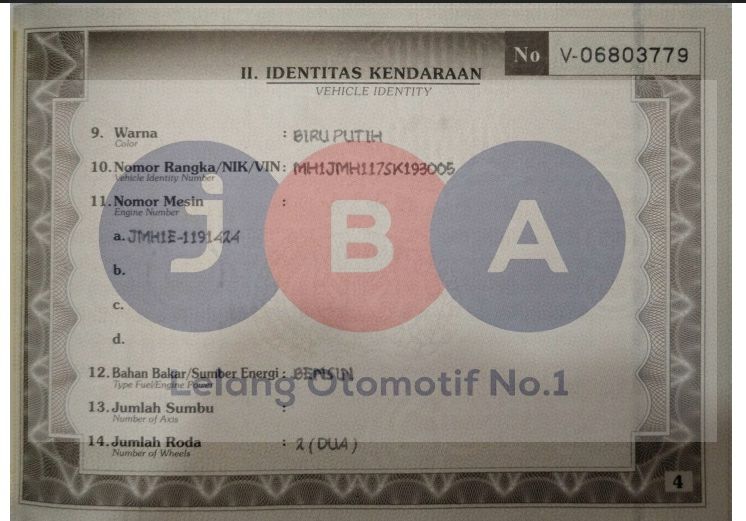 No V-06803779
II. IDENTITAS KENDARAAN
VEHICLE IDENTITY
9. Warna : BIRU PUTIH
Color
10. Nomor Rangka/NIK/VIN : MH1JMH117SK193005
Vehicle Identity Number
11. Nomor Mesin :
Engine Number
a. JMH1E-1191424
b.
c.
d.
12. Bahan Bakar/Sumber Energi : BENSIN
Type Fuel/Engine Power
13. Jumlah Sumbu :
Number of Axis
14. Jumlah Roda : 2 (DUA)
Number of Wheels
4
jBA
Lelang Otomotif No.1